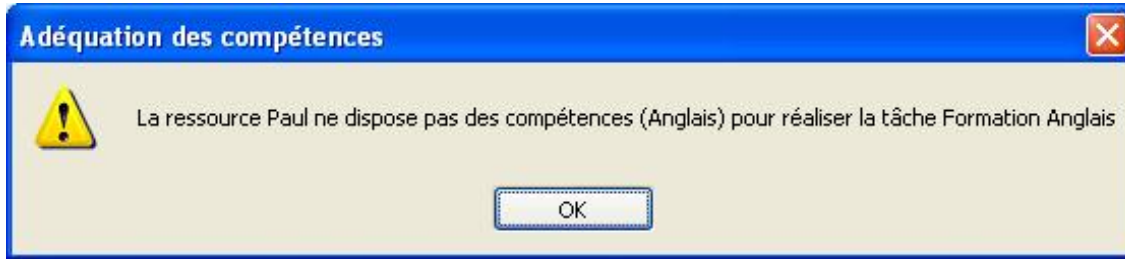 Adéquation des compétences
La ressource Paul ne dispose pas des compétences (Anglais) pour réaliser la tâche Formation Anglais
OK